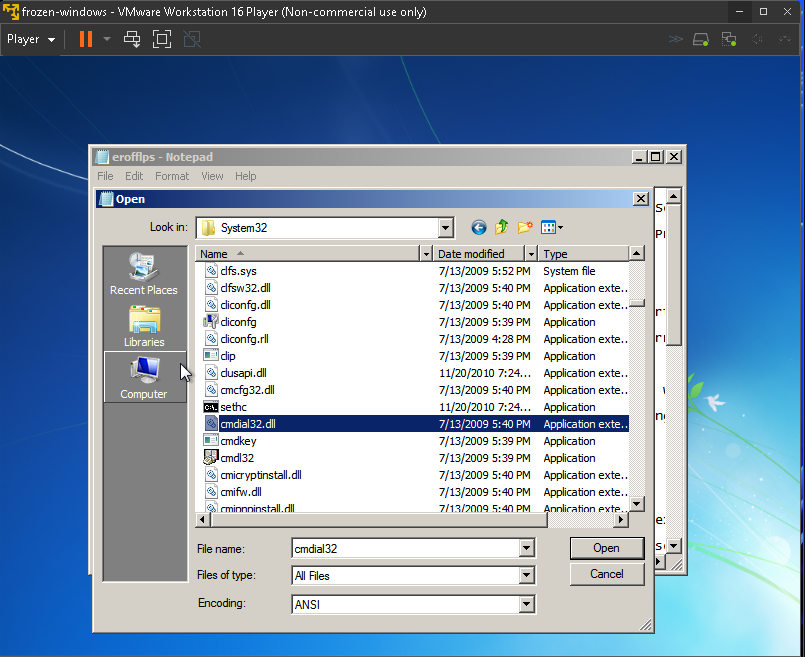 frozen-windows - VMware Workstation 16 Player (Non-commercial use only)
Player
erofflps - Notepad
File Edit Format View Help
Open
Look in: System32
Name Date modified Type
clfs.sys 7/13/2009 5:52 PM System file
clfsw32.dll 7/13/2009 5:40 PM Application exte..
cliconfg.dll 7/13/2009 5:40 PM Application exte..
cliconfg 7/13/2009 5:39 PM Application
cliconfg.rll 7/13/2009 4:28 PM Application exte..
clip 7/13/2009 5:39 PM Application
clusapi.dll 11/20/2010 7:24... Application exte..
cmcfg32.dll 7/13/2009 5:40 PM Application exte..
sethc 11/20/2010 7:24... Application
cmdial32.dll 7/13/2009 5:40 PM Application exte..
cmdkey 7/13/2009 5:39 PM Application
cmdl32 7/13/2009 5:39 PM Application
cmicryptinstall.dll 7/13/2009 5:40 PM Application exte..
cmifw.dll 7/13/2009 5:40 PM Application exte..
cmipnpinstall.dll 7/13/2009 5:40 PM Application exte..
Recent Places
Libraries
Computer
File name: cmdial32 Open
Files of type: All Files Cancel
Encoding: ANSI